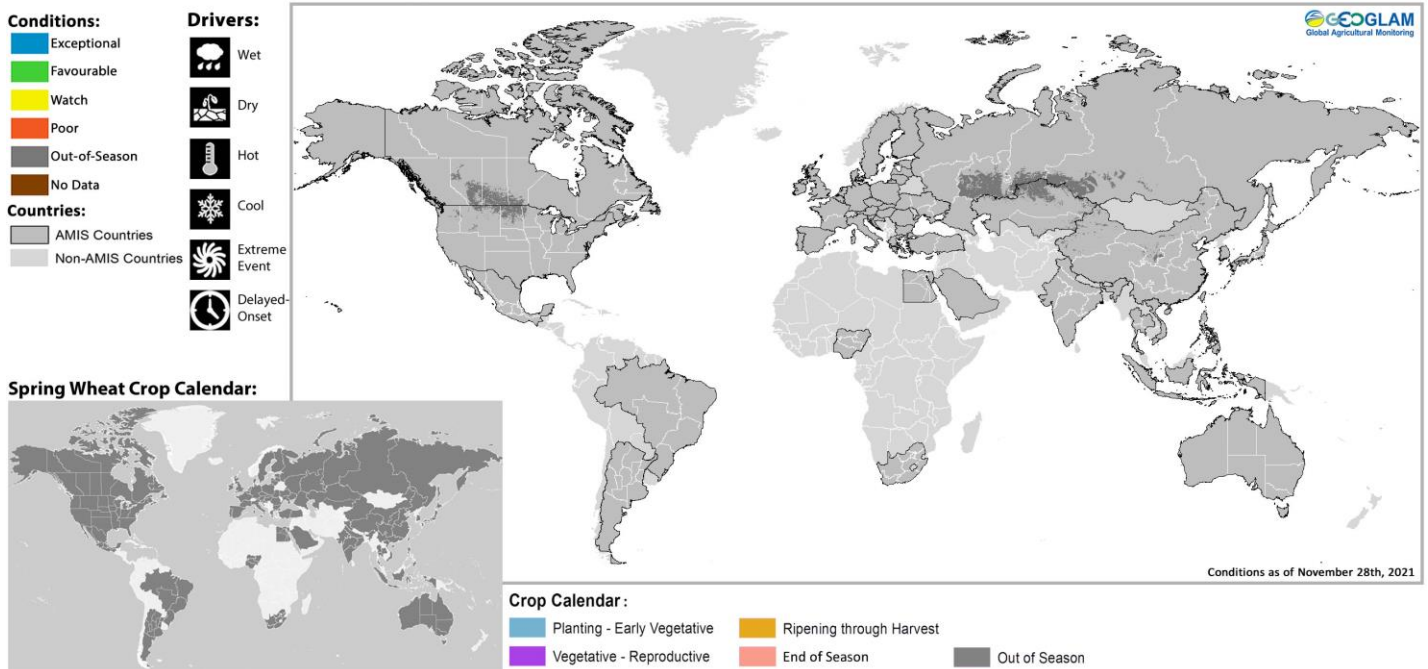 Conditions:
Exceptional
Favourable
Watch
Poor
Out-of-Season
No Data
Countries:
AMIS Countries
Non-AMIS Countries
Drivers:
Wet
Dry
Hot
Cool
Extreme
Event
Delayed-
Onset
GEOGLAM
Global Agricultural Monitoring
Conditions as of November 28th, 2021
Spring Wheat Crop Calendar:
Crop Calendar :
Planting - Early Vegetative
Vegetative - Reproductive
Ripening through Harvest
End of Season
Out of Season